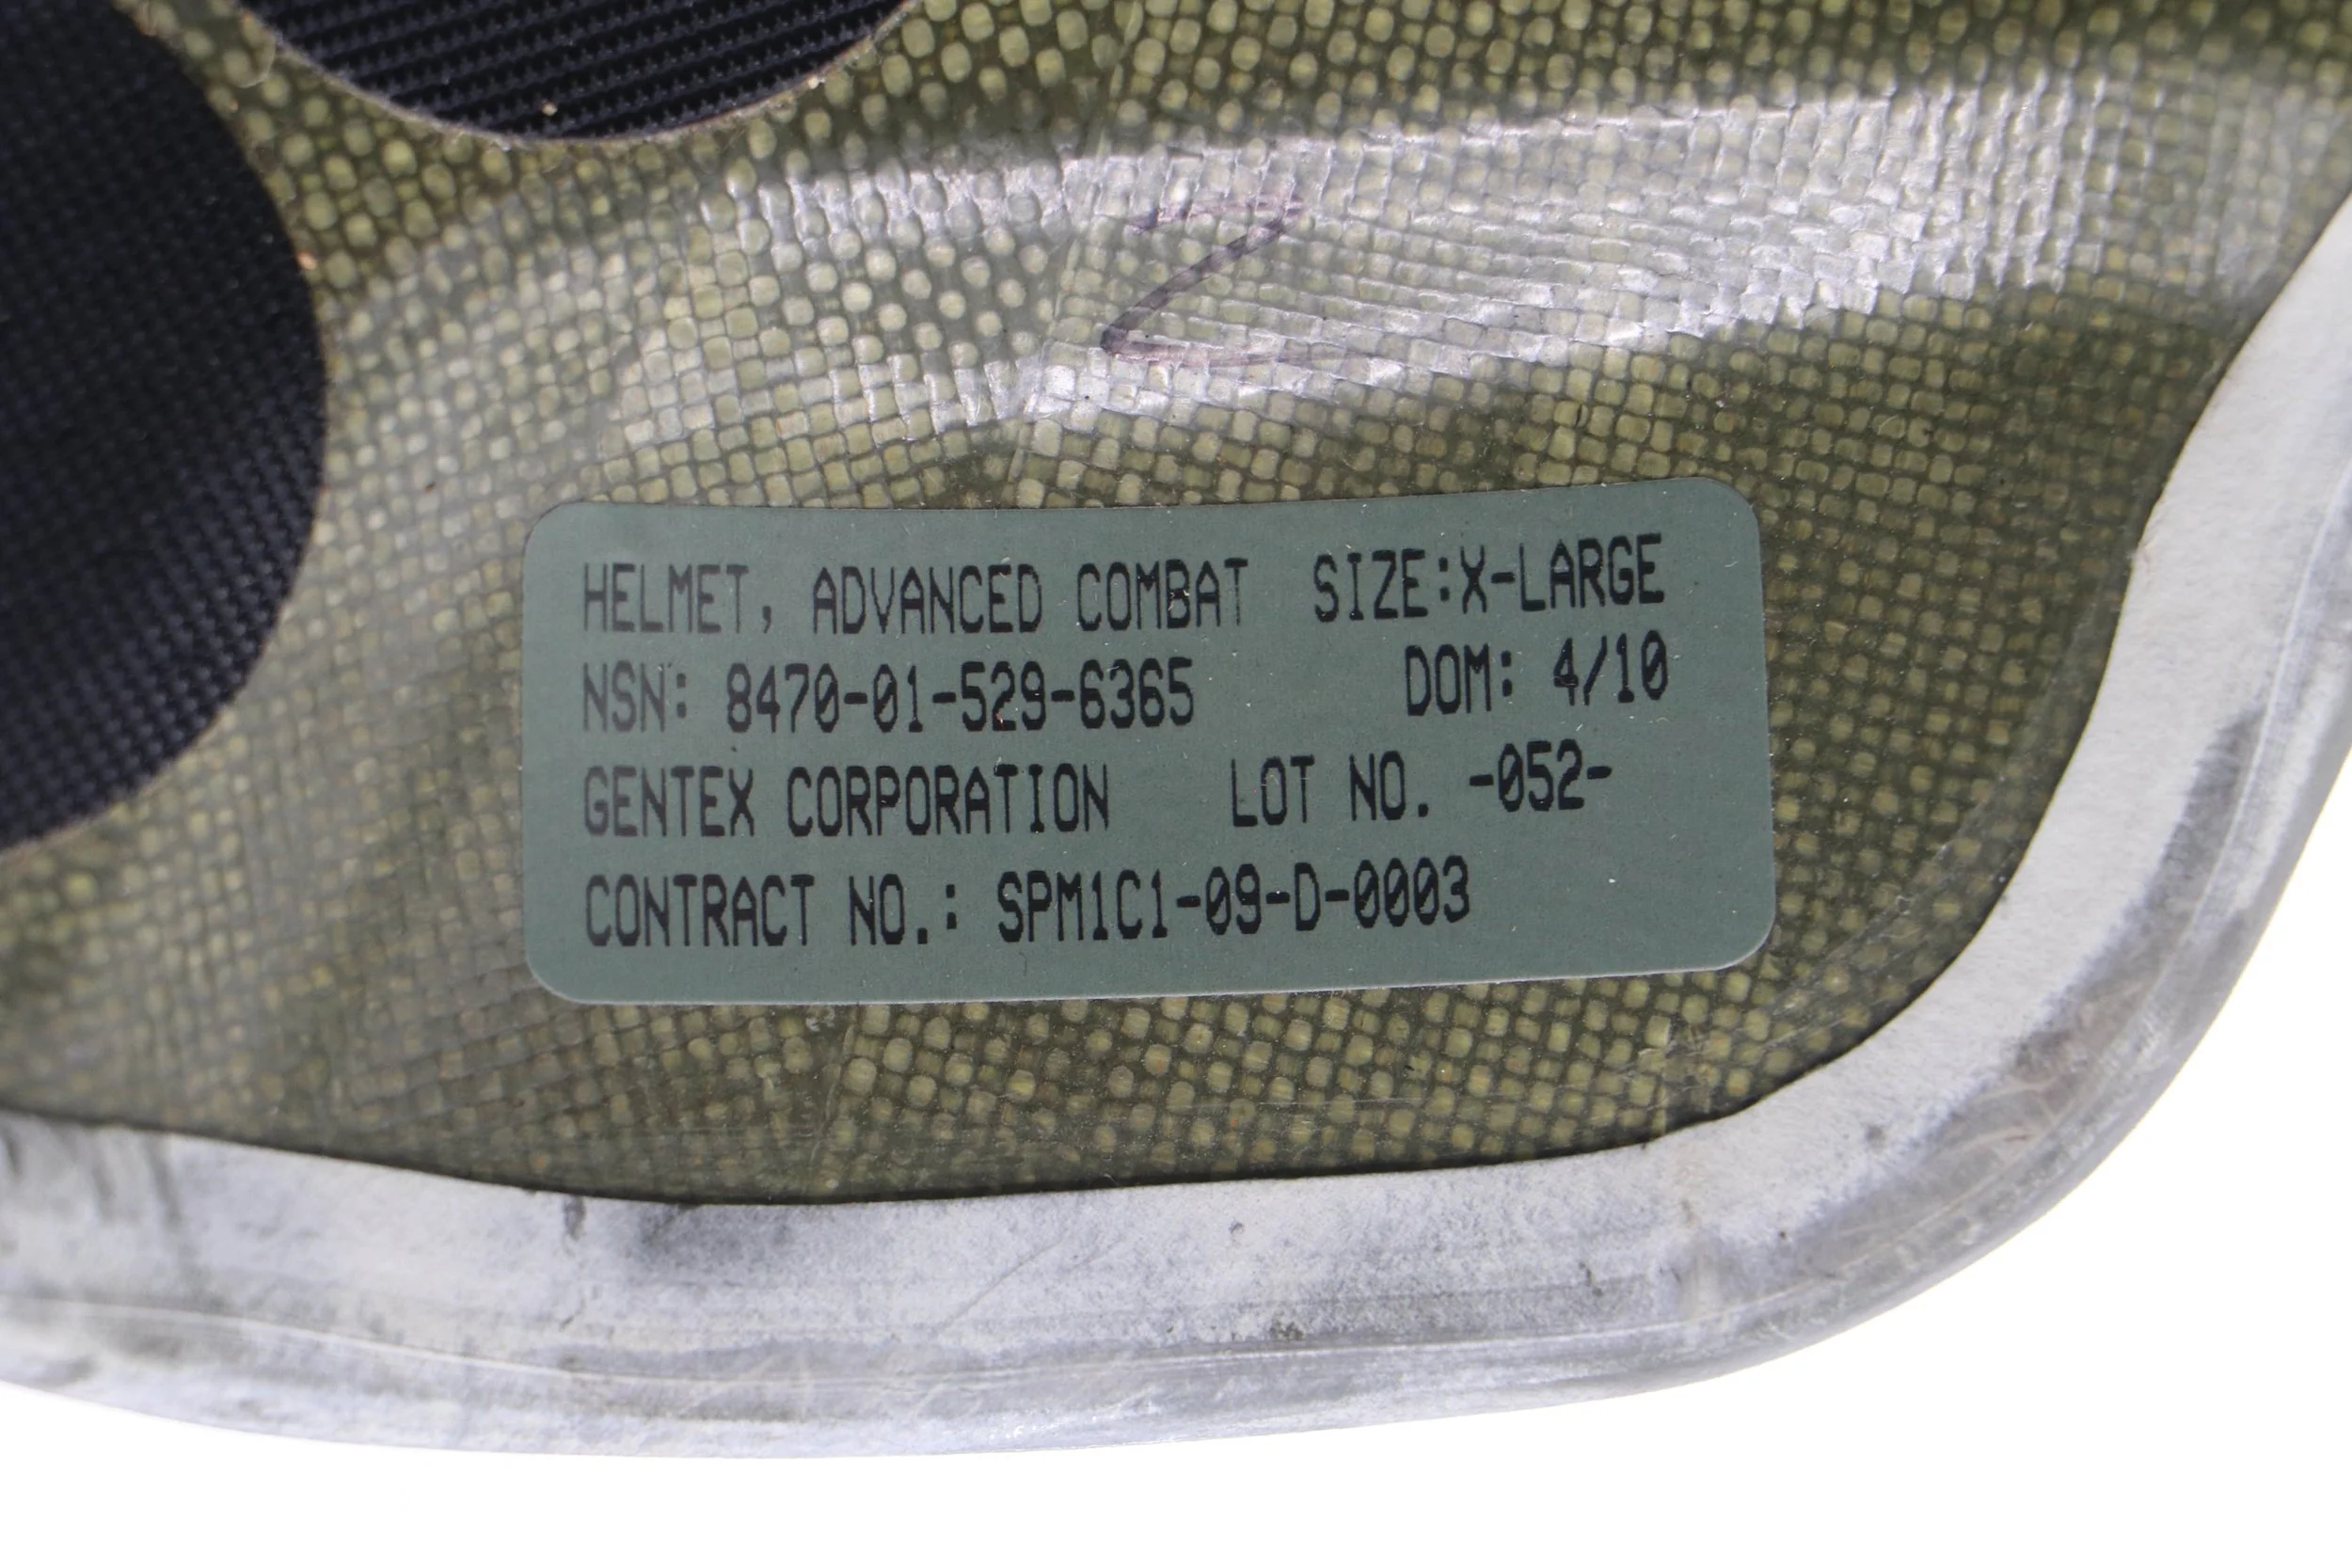 HELMET, ADVANCED COMBAT SIZE:X-LARGE
NSN: 8470-01-529-6365 DOM: 4/10
GENTEX CORPORATION LOT NO. -052-
CONTRACT NO.: SPM1C1-09-D-0003